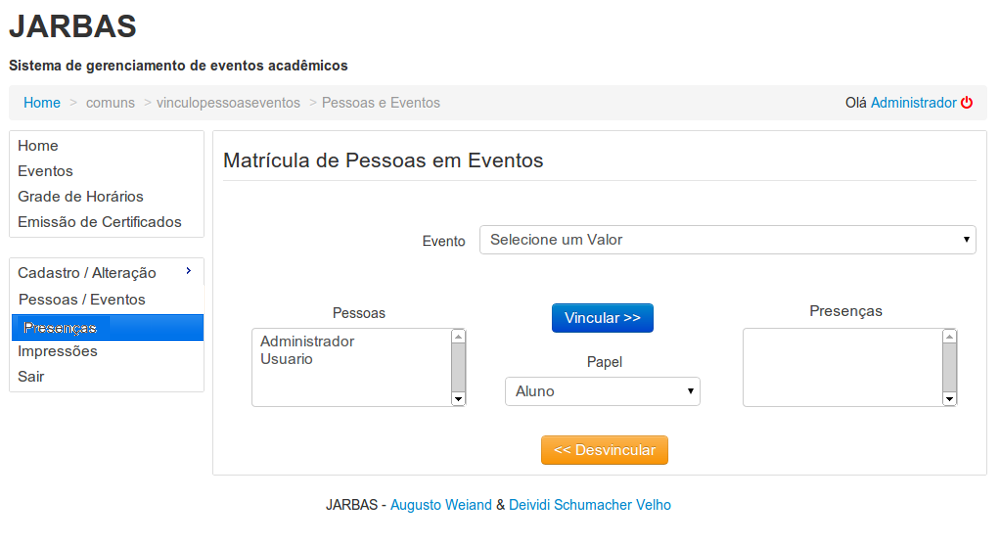 JARBAS
Sistema de gerenciamento de eventos acadêmicos
Home > comuns > vinculopessoaseventos > Pessoas e Eventos
Olá Administrador
Home
Eventos
Grade de Horários
Emissão de Certificados
Cadastro / Alteração
Pessoas / Eventos
Presenças
Impressões
Sair
Matrícula de Pessoas em Eventos
Evento
Selecione um Valor
Pessoas
Administrador
Usuario
Vincular >>
Papel
Aluno
<< Desvincular
Presenças
JARBAS - Augusto Weiand & Deividi Schumacher Velho